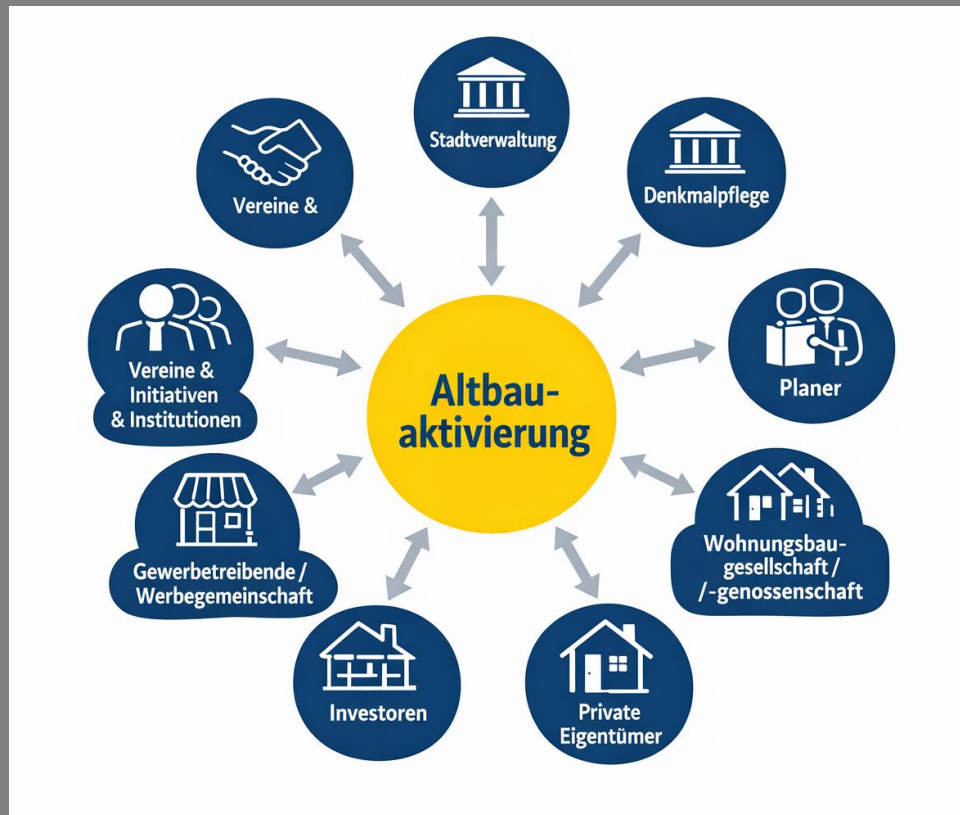 Stadtverwaltung
Denkmalpflege
Planer
Wohnungsbau-
gesellschaft /
/-genossenschaft
Private
Eigentümer
Investoren
Gewerbetreibende /
Werbegemeinschaft
Vereine &
Initiativen
& Institutionen
Vereine &
Altbau-
aktivierung